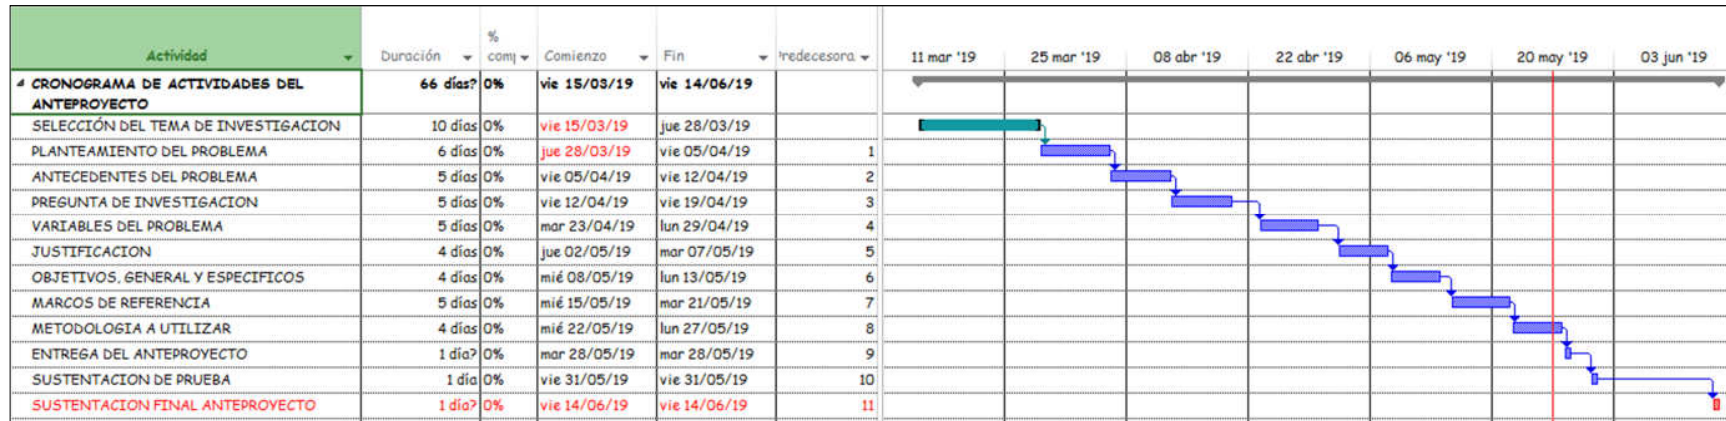 Actividad Duración % comp Comienzo Fin Predecesora 11 mar '19 25 mar '19 08 abr '19 22 abr '19 06 may '19 20 may '19 03 jun '19
CRONOGRAMA DE ACTIVIDADES DEL ANTEPROYECTO 66 días? 0% vie 15/03/19 vie 14/06/19
SELECCIÓN DEL TEMA DE INVESTIGACION 10 días 0% vie 15/03/19 jue 28/03/19
PLANTEAMIENTO DEL PROBLEMA 6 días 0% jue 28/03/19 vie 05/04/19 1
ANTECEDENTES DEL PROBLEMA 5 días 0% vie 05/04/19 vie 12/04/19 2
PREGUNTA DE INVESTIGACION 5 días 0% vie 12/04/19 vie 19/04/19 3
VARIABLES DEL PROBLEMA 5 días 0% mar 23/04/19 lun 29/04/19 4
JUSTIFICACION 4 días 0% jue 02/05/19 mar 07/05/19 5
OBJETIVOS, GENERAL Y ESPECIFICOS 4 días 0% mié 08/05/19 lun 13/05/19 6
MARCOS DE REFERENCIA 5 días 0% mié 15/05/19 mar 21/05/19 7
METODOLOGIA A UTILIZAR 4 días 0% mié 22/05/19 lun 27/05/19 8
ENTREGA DEL ANTEPROYECTO 1 día? 0% mar 28/05/19 mar 28/05/19 9
SUSTENTACION DE PRUEBA 1 día 0% vie 31/05/19 vie 31/05/19 10
SUSTENTACION FINAL ANTEPROYECTO 1 día? 0% vie 14/06/19 vie 14/06/19 11